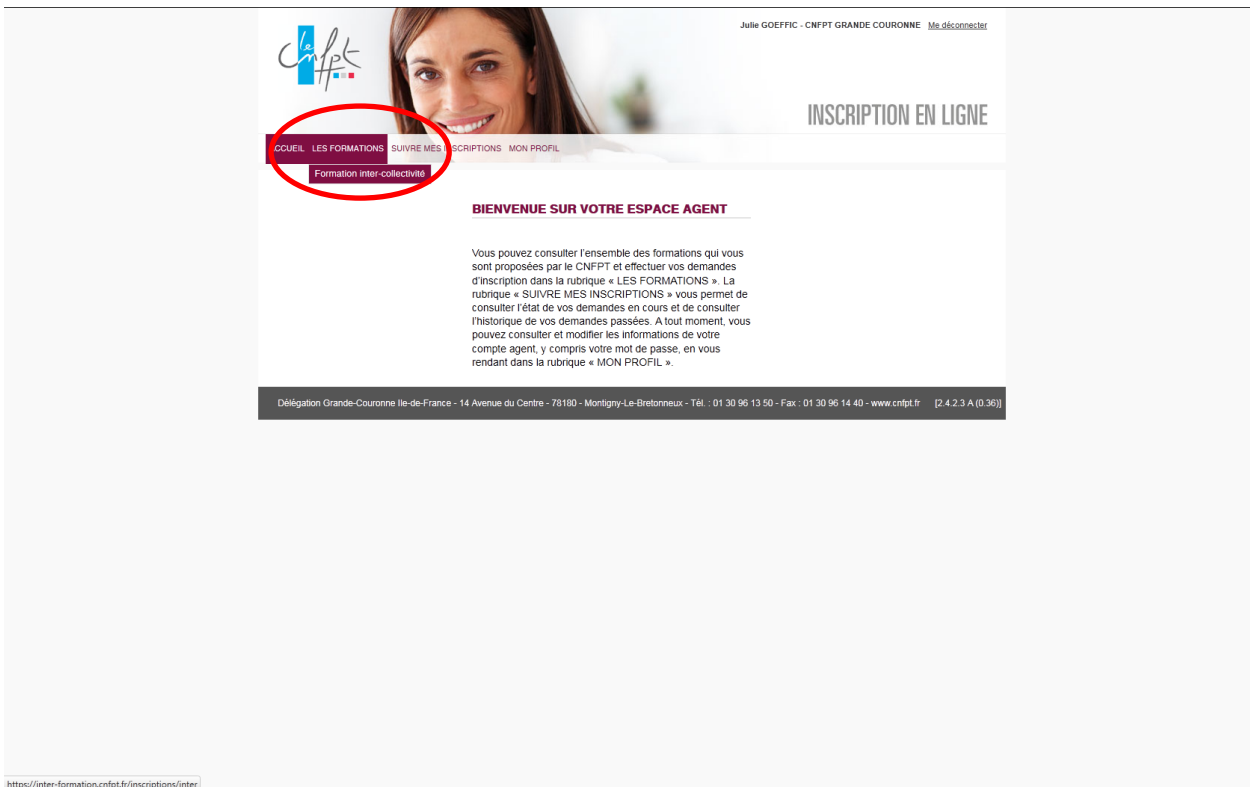 le
cnfpt
Julie GOEFFIC - CNFPT GRANDE COURONNE Me déconnecter
INSCRIPTION EN LIGNE
ACCUEIL LES FORMATIONS SUIVRE MES INSCRIPTIONS MON PROFIL
Formation inter-collectivité
BIENVENUE SUR VOTRE ESPACE AGENT
Vous pouvez consulter l'ensemble des formations qui vous
sont proposées par le CNFPT et effectuer vos demandes
d'inscription dans la rubrique « LES FORMATIONS ». La
rubrique « SUIVRE MES INSCRIPTIONS » vous permet de
consulter l'état de vos demandes en cours et de consulter
l'historique de vos demandes passées. A tout moment, vous
pouvez consulter et modifier les informations de votre
compte agent, y compris votre mot de passe, en vous
rendant dans la rubrique « MON PROFIL ».
Délégation Grande-Couronne Ile-de-France - 14 Avenue du Centre - 78180 - Montigny-Le-Bretonneux - Tél. : 01 30 96 13 50 - Fax : 01 30 96 14 40 - www.cnfpt.fr [2.4.2.3 A (0.36)]
https://inter-formation.cnfpt.fr/inscriptions/inter